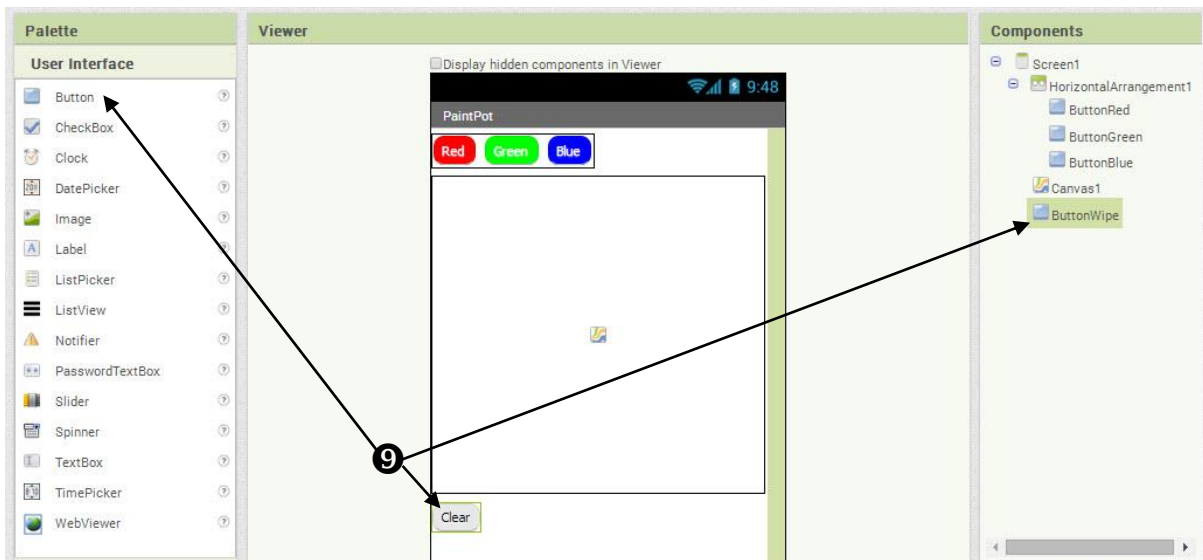 Palette
User Interface
Button
CheckBox
Clock
DatePicker
Image
Label
ListPicker
ListView
Notifier
PasswordTextBox
Slider
Spinner
TextBox
TimePicker
WebViewer
Viewer
Display hidden components in Viewer
9:48
PaintPot
Red Green Blue
9
Clear
Components
Screen1
HorizontalArrangement1
ButtonRed
ButtonGreen
ButtonBlue
Canvas1
ButtonWipe